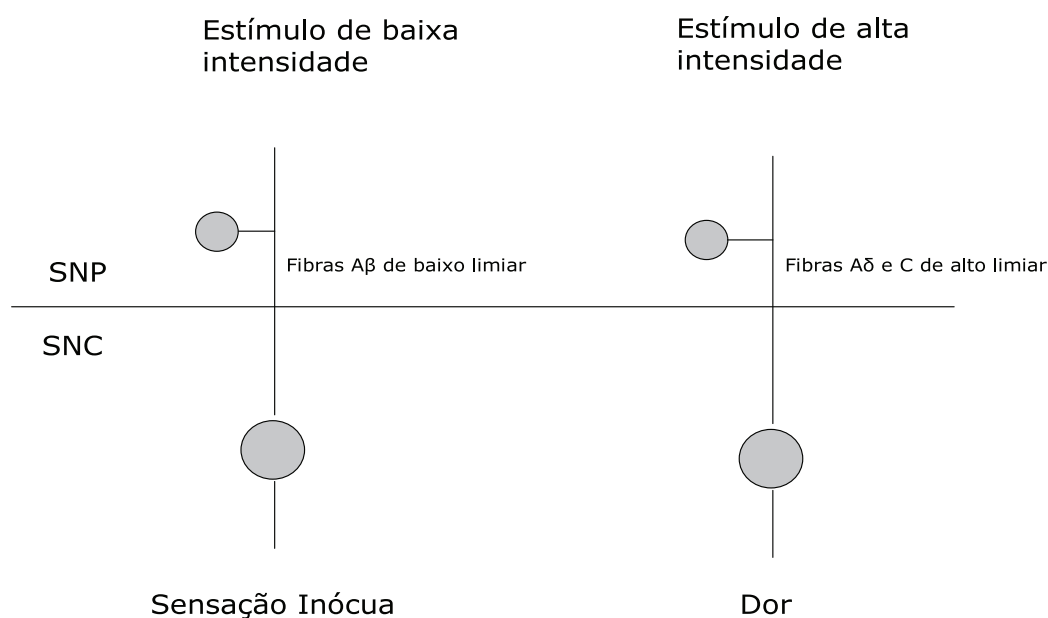 Estímulo de baixa
intensidade
Estímulo de alta
intensidade
SNP
Fibras Aβ de baixo limiar
Fibras Aδ e C de alto limiar
SNC
Sensação Inócua
Dor